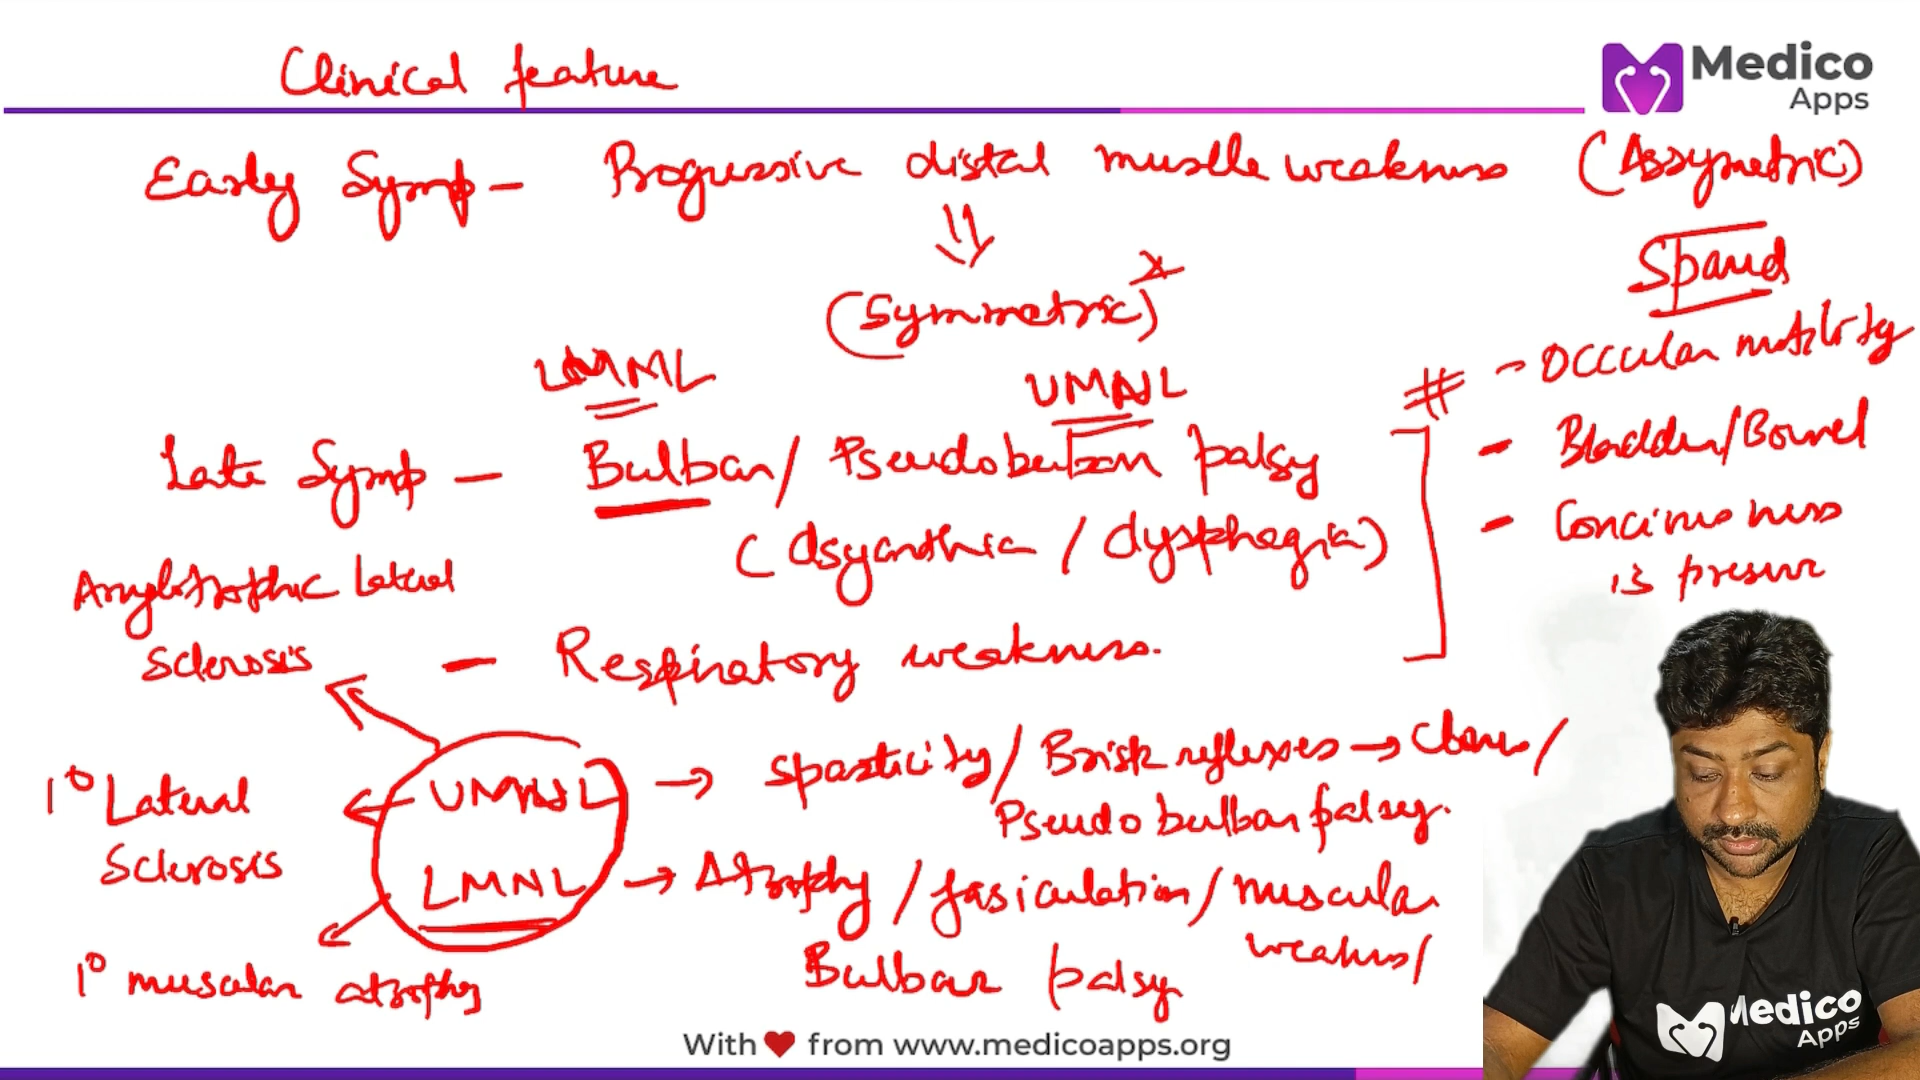 Clinical feature
Medico
Apps
Early Symp - Progressive distal muscle weakness (Assymetric)
(Symmetric)
Spared
LMNL
UMNL
# - Occular motility
Late Symp - Bulbar/ Pseudobulbar palsy
- Bladder/Bowel
(dsyarthria / dysphagia)
- Conciousness
is present
Amyotrophic Lateral
Sclerosis
- Respiratory weakness.
UMNL → spasticity/ Brisk reflexes → Clonus/
Pseudo bulbar palsy.
1° Lateral
Sclerosis
LMNL → Atrophy / fasiculation/ muscular
weakness/
Bulbar palsy
1° muscular atrophy
Medico
Apps
With ❤ from www.medicoapps.org